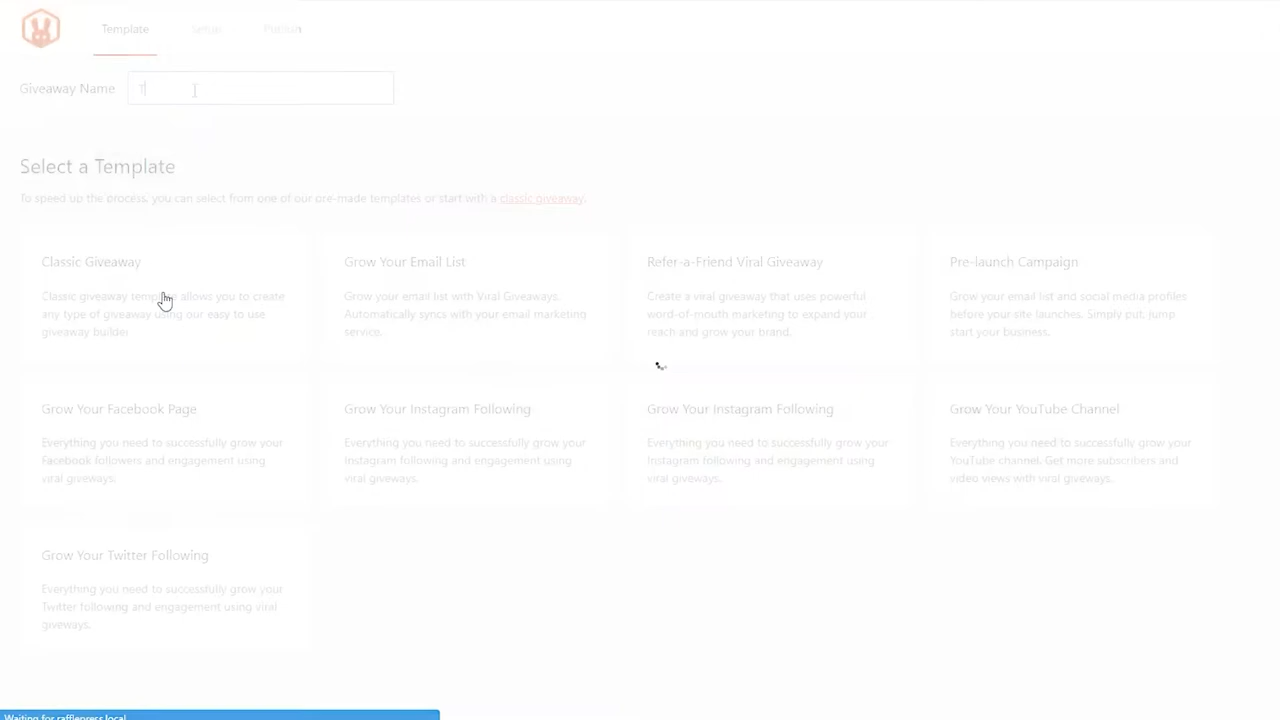 Template Setup Publish
Giveaway Name T
Select a Template
To speed up the process, you can select from one of our pre-made templates or start with a classic giveaway.
Classic Giveaway
Classic giveaway template allows you to create
any type of giveaway using our easy to use
giveaway builder
Grow Your Email List
Grow your email list with Viral Giveaways.
Automatically syncs with your email marketing
service.
Refer-a-Friend Viral Giveaway
Create a viral giveaway that uses powerful
word-of-mouth marketing to expand your
reach and grow your brand.
Pre-launch Campaign
Grow your email list and social media profiles
before your site launches. Simply put, jump
start your business.
Grow Your Facebook Page
Everything you need to successfully grow your
Facebook followers and engagement using
viral giveways.
Grow Your Instagram Following
Everything you need to successfully grow your
Instagram following and engagement using
viral giveways.
Grow Your Instagram Following
Everything you need to successfully grow your
Instagram following and engagement using
viral giveways.
Grow Your YouTube Channel
Everything you need to successfully grow your
YouTube channel. Get more subscribers and
video views with viral giveways.
Grow Your Twitter Following
Everything you need to successfully grow your
Twitter following and engagement using viral
giveways.
Waiting for rafflepress.local